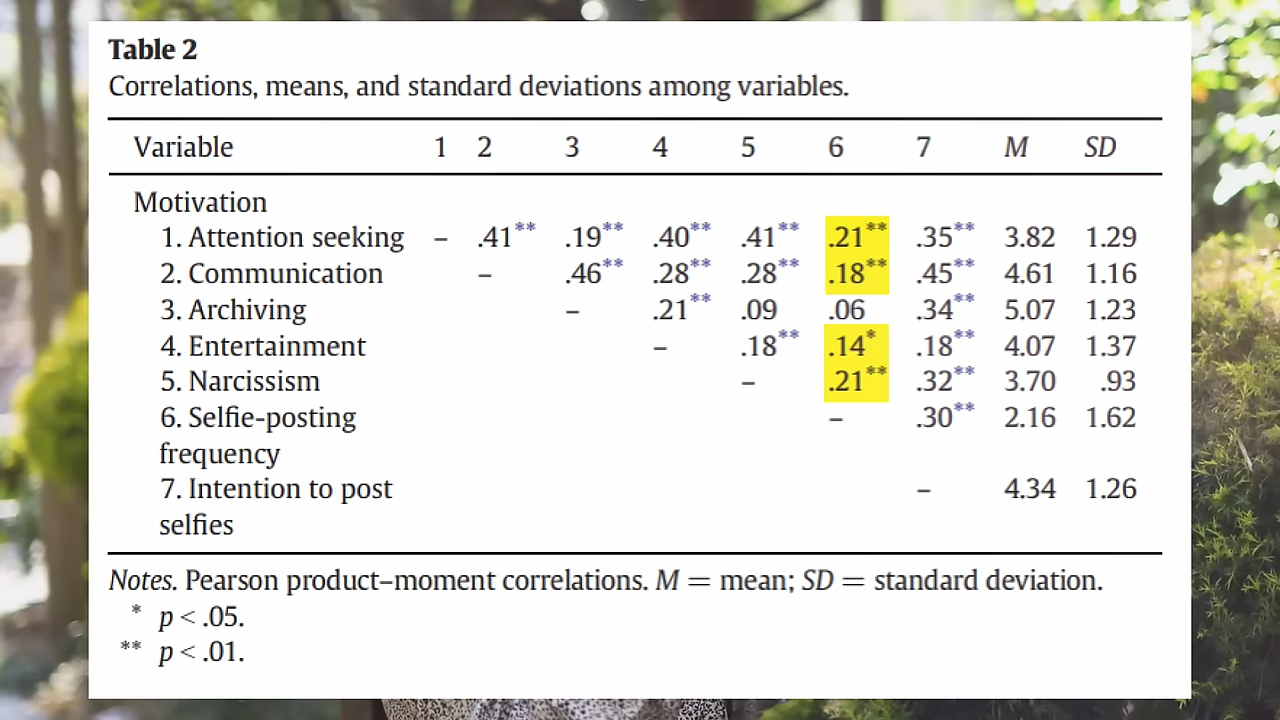 Table 2
Correlations, means, and standard deviations among variables.
Variable 1 2 3 4 5 6 7 M SD
Motivation
1. Attention seeking – .41** .19** .40** .41** .21** .35** 3.82 1.29
2. Communication – .46** .28** .28** .18** .45** 4.61 1.16
3. Archiving – .21** .09 .06 .34** 5.07 1.23
4. Entertainment – .18** .14* .18** 4.07 1.37
5. Narcissism – .21** .32** 3.70 .93
6. Selfie-posting – .30** 2.16 1.62
frequency
7. Intention to post – 4.34 1.26
selfies
Notes. Pearson product–moment correlations. M = mean; SD = standard deviation.
* p < .05.
** p < .01.